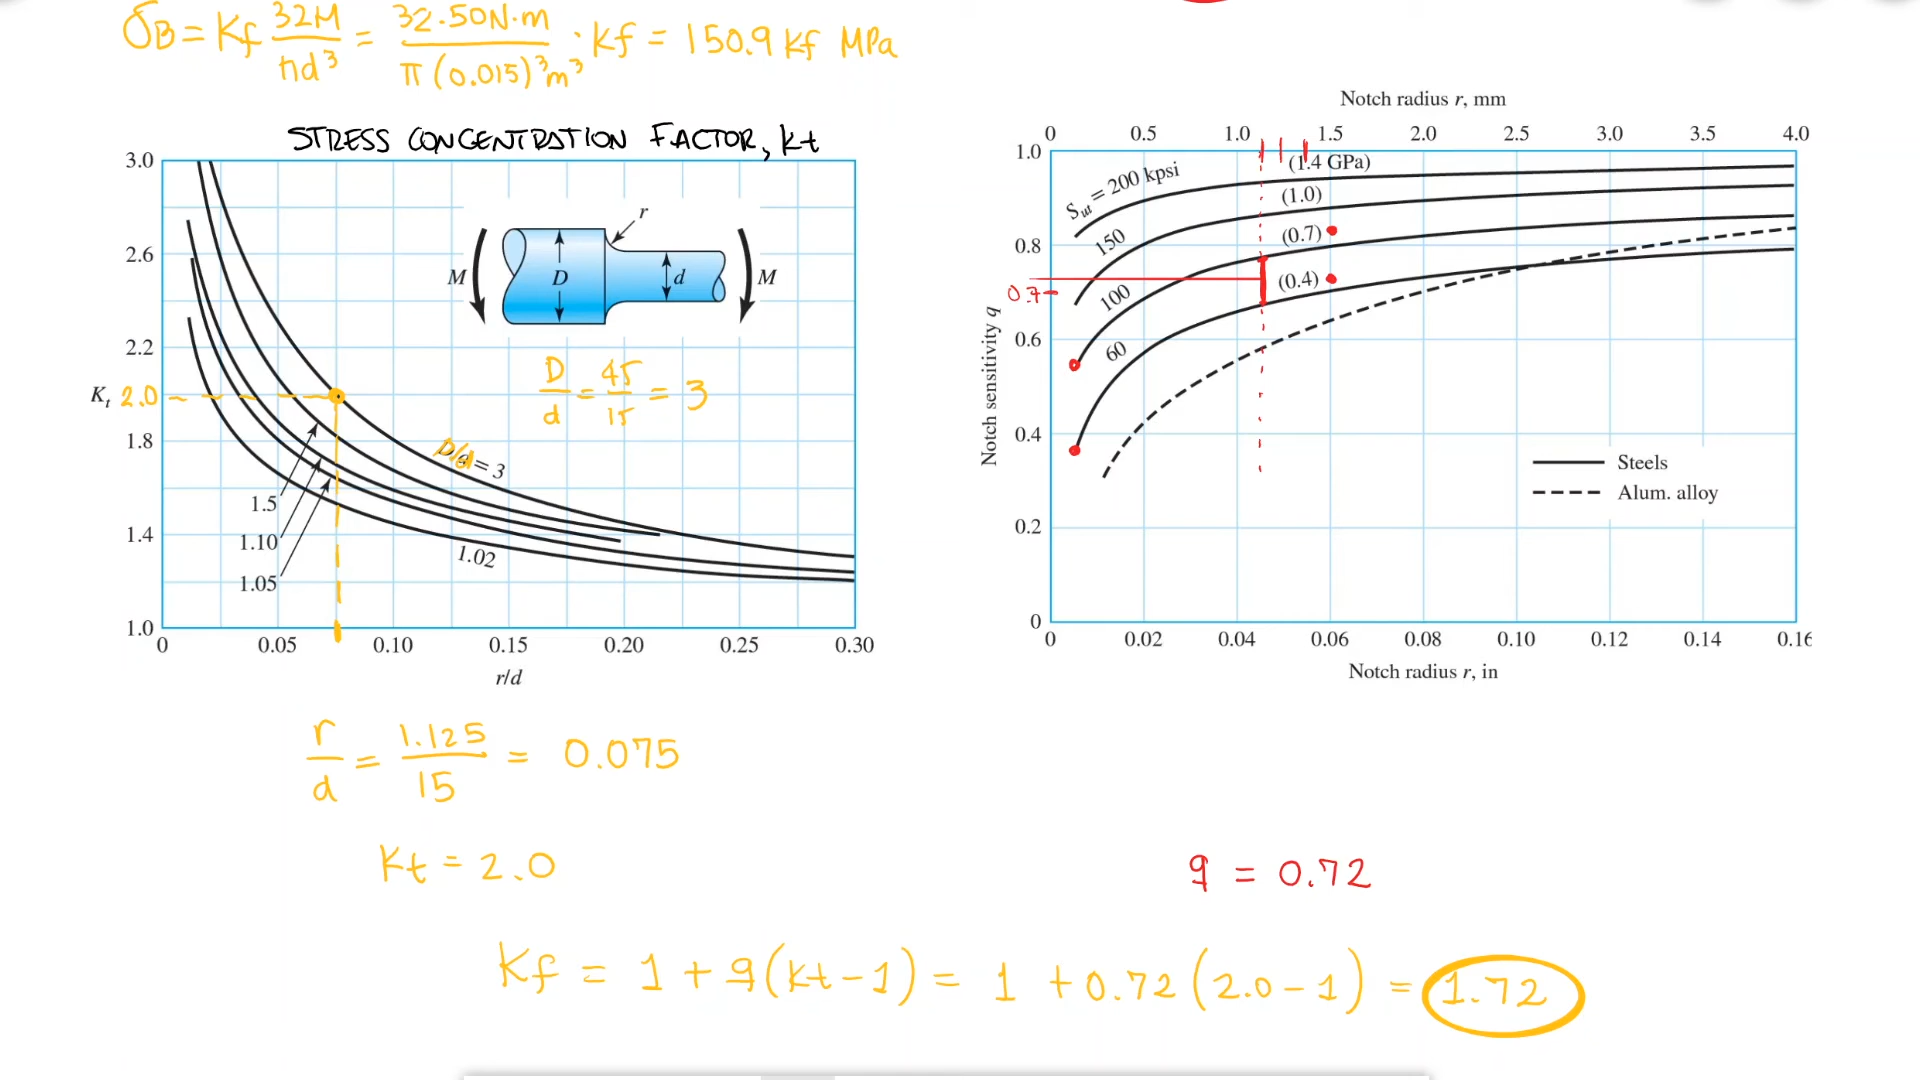 σB = Kf 32M / πd³ = 32·50N·m / π(0.015)³m³ · Kf = 150.9 Kf MPa
STRESS CONCENTRATION FACTOR, Kt
3.0
2.6
2.2
Kt 2.0
1.8
1.4
1.0
0 0.05 0.10 0.15 0.20 0.25 0.30
r/d
M D d M
r
D/d = 45/15 = 3
D/d = 3
1.5
1.10
1.05
1.02
Notch radius r, mm
0 0.5 1.0 1.5 2.0 2.5 3.0 3.5 4.0
1.0
0.8
0.7
0.6
0.4
0.2
0
Notch sensitivity q
Sut = 200 kpsi
(1.4 GPa)
150
(1.0)
100
(0.7)
60
(0.4)
Steels
Alum. alloy
0 0.02 0.04 0.06 0.08 0.10 0.12 0.14 0.16
Notch radius r, in
r/d = 1.125/15 = 0.075
Kt = 2.0
q = 0.72
Kf = 1 + q(Kt-1) = 1 + 0.72(2.0-1) = 1.72